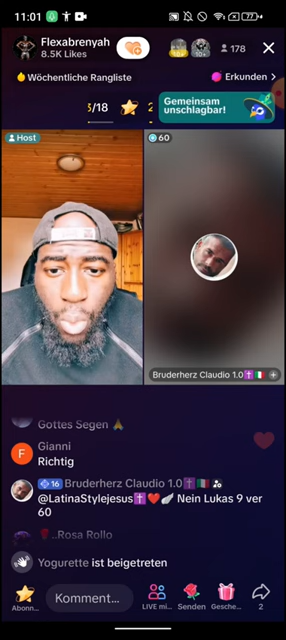 11:01
77
Flexabrenyah
8.5K Likes
178
Wöchentliche Rangliste
Erkunden >
/18
Gemeinsam unschlagbar!
Host
60
Bruderherz Claudio 1.0✝️🇮🇹 +
Gottes Segen 🙏
F
Gianni
Richtig
16 Bruderherz Claudio 1.0✝️🇮🇹
@LatinaStylejesus✝️❤️🪽 Nein Lukas 9 ver
60
🌹..Rosa Rollo
Yogurette ist beigetreten
Komment...
Abonn...
LIVE mi...
Senden
Gesche...
2